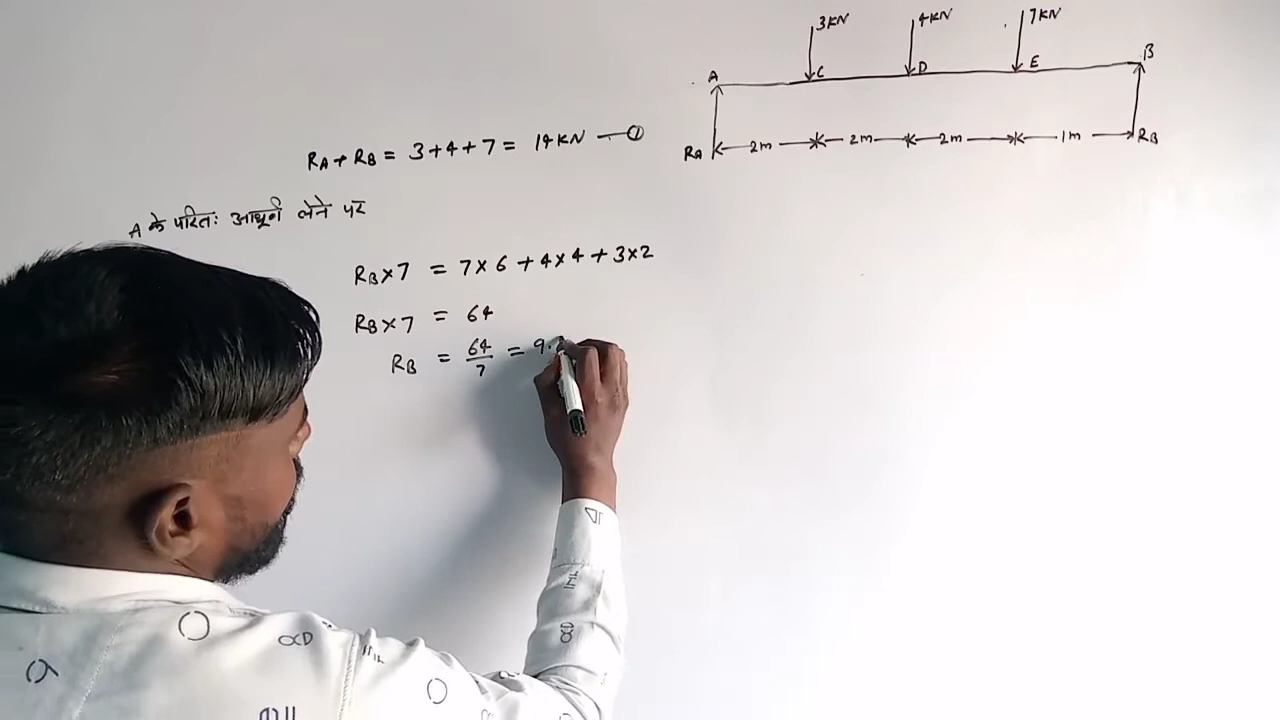 3KN 4KN 7KN
A C D E B
RA 2m 2m 2m 1m RB
RA + RB = 3+4+7 = 14KN —①
A के परितः आघूर्ण लेने पर
RB×7 = 7×6 + 4×4 + 3×2
RB×7 = 64
RB = 64/7 = 9.